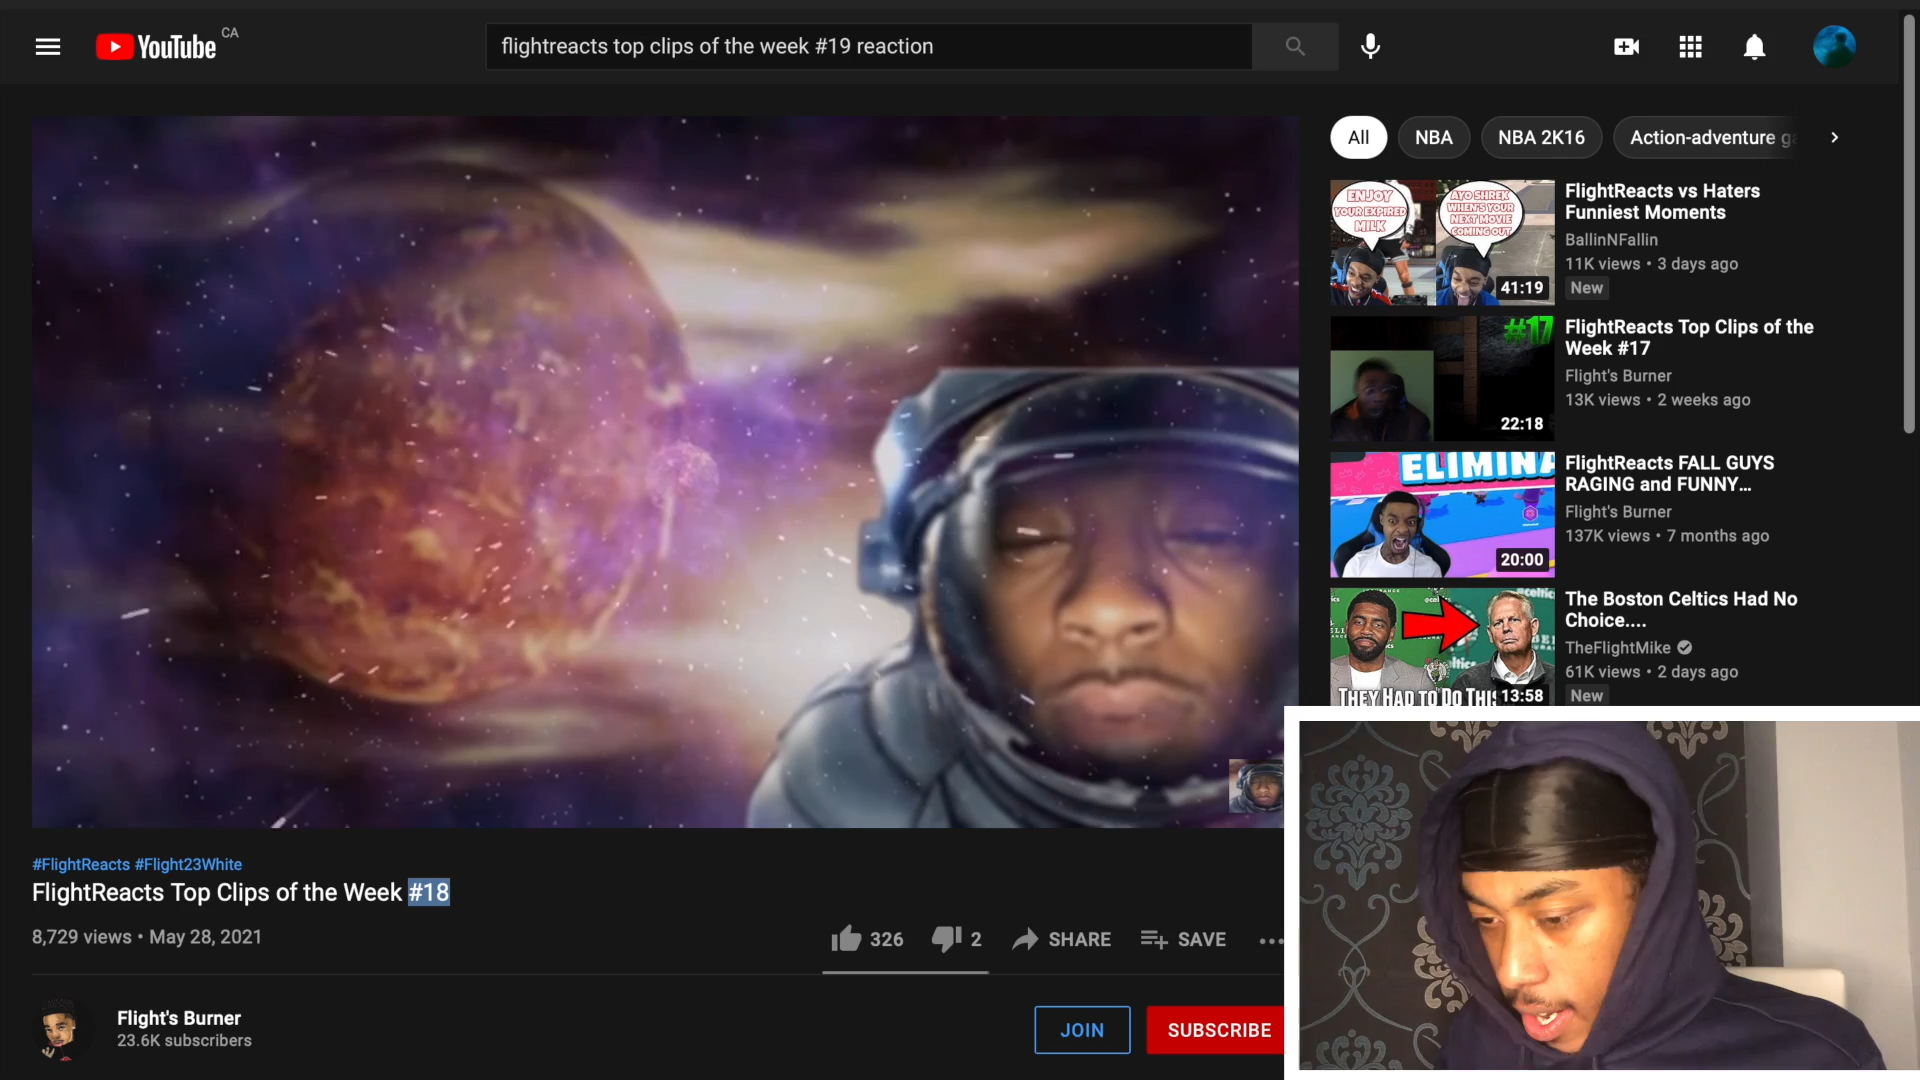 YouTube CA
flightreacts top clips of the week #19 reaction
All
NBA
NBA 2K16
Action-adventure
ENJOY
YOUR EXPIRED
MILK
AYO SHREK
WHEN'S YOUR
NEXT MOVIE
COMING OUT
41:19
FlightReacts vs Haters
Funniest Moments
BallinNFallin
11K views • 3 days ago
New
#17
22:18
FlightReacts Top Clips of the
Week #17
Flight's Burner
13K views • 2 weeks ago
ELIMINA
20:00
FlightReacts FALL GUYS
RAGING and FUNNY...
Flight's Burner
137K views • 7 months ago
THEY HAD TO DO THIS
13:58
The Boston Celtics Had No
Choice....
TheFlightMike
61K views • 2 days ago
New
#FlightReacts #Flight23White
FlightReacts Top Clips of the Week #18
8,729 views • May 28, 2021
326
2
SHARE
SAVE
Flight's Burner
23.6K subscribers
JOIN
SUBSCRIBE